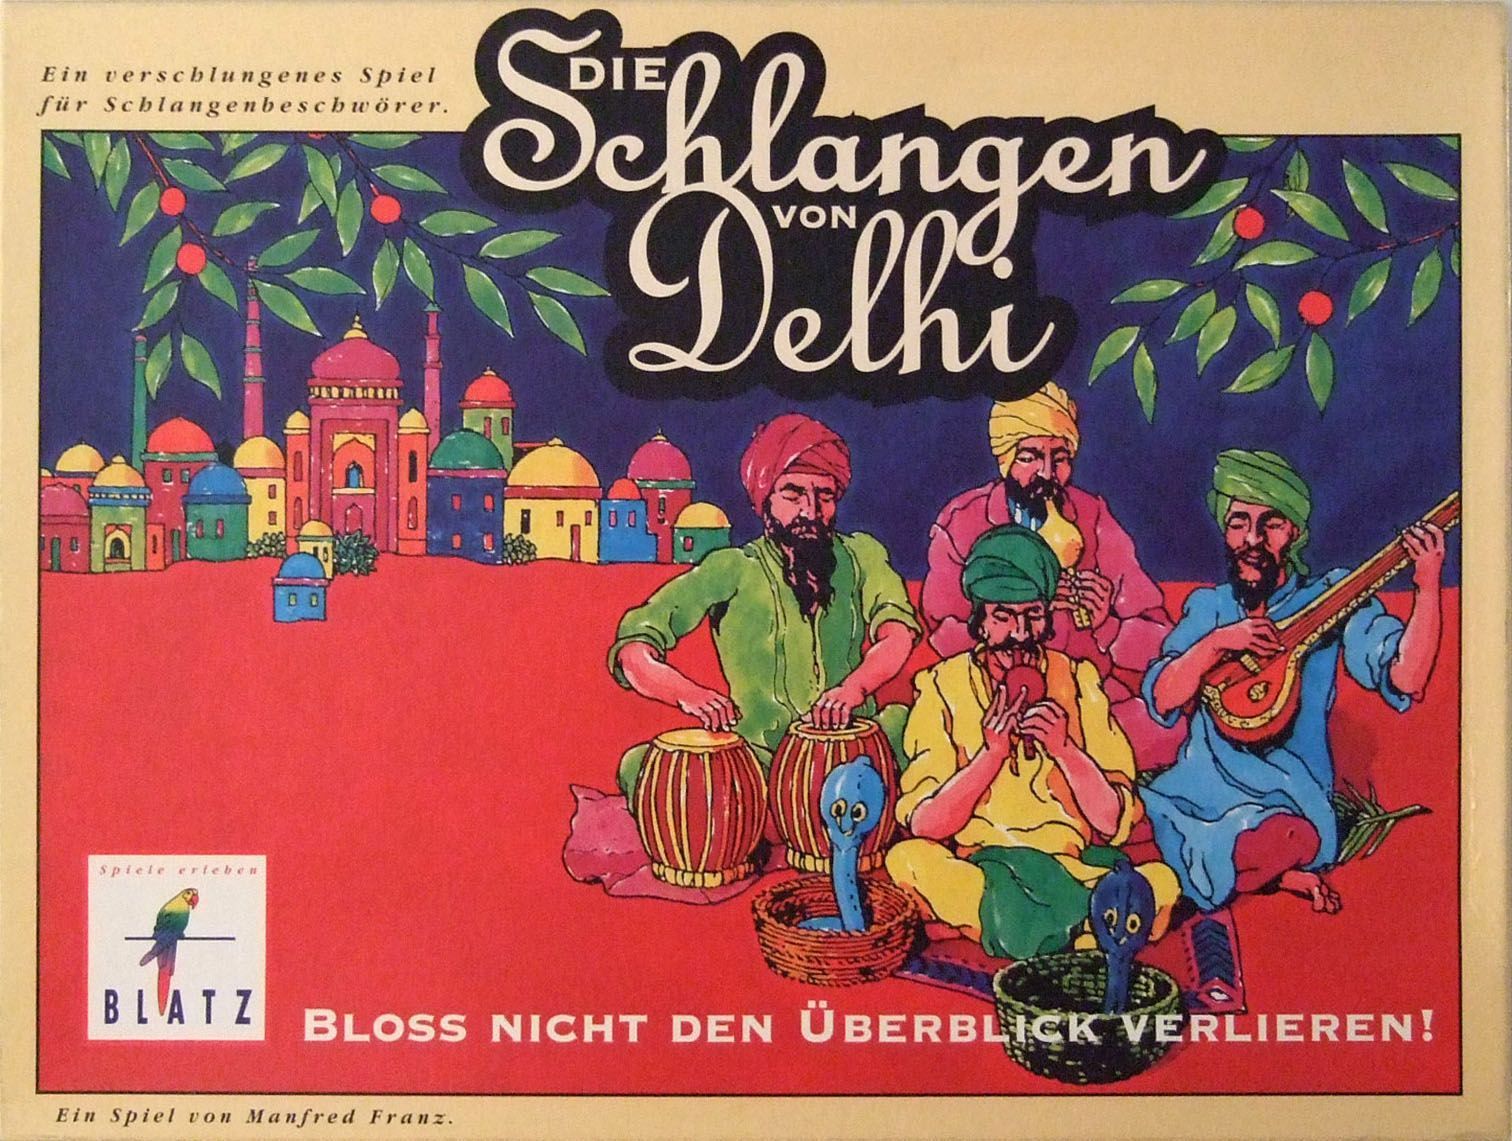 Ein verschlungenes Spiel
für Schlangenbeschwörer.
DIE
Schlangen
VON
Delhi
Spiele erleben
BLATZ
BLOSS NICHT DEN ÜBERBLICK VERLIEREN!
Ein Spiel von Manfred Franz.